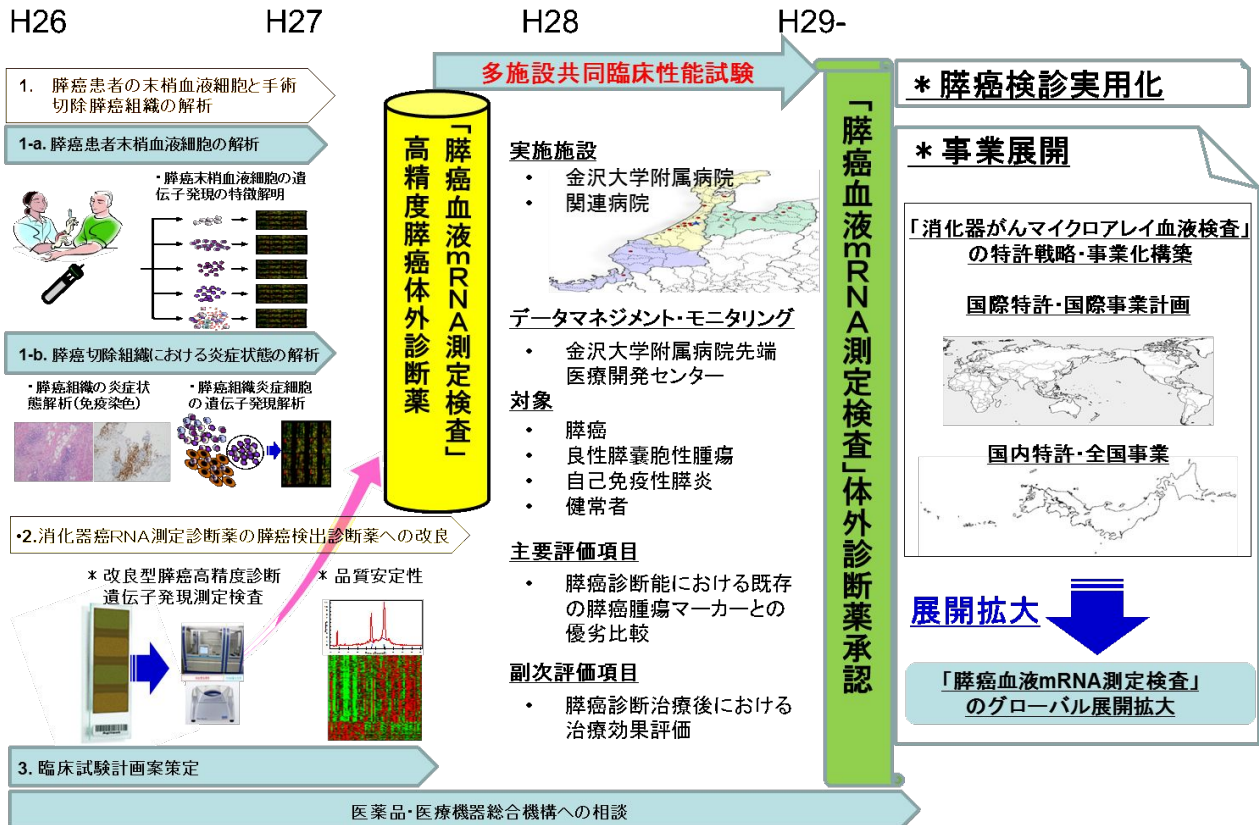 H26
H27
H28
H29-
1. 膵癌患者の末梢血液細胞と手術
切除膵癌組織の解析
1-a. 膵癌患者末梢血液細胞の解析
・膵癌末梢血液細胞の遺
伝子発現の特徴解明
1-b. 膵癌切除組織における炎症状態の解析
・膵癌組織の炎症状
態解析(免疫染色)
・膵癌組織炎症細胞
の遺伝子発現解析
・2.消化器癌RNA測定診断薬の膵癌検出診断薬への改良
＊改良型膵癌高精度診断
遺伝子発現測定検査
＊品質安定性
3. 臨床試験計画案策定
医薬品・医療機器総合機構への相談
「膵癌血液mRNA測定検査」
高精度膵癌体外診断薬
多施設共同臨床性能試験
実施施設
・ 金沢大学附属病院
・ 関連病院
データマネジメント・モニタリング
・ 金沢大学附属病院先端
医療開発センター
対象
・ 膵癌
・ 良性膵嚢胞性腫瘍
・ 自己免疫性膵炎
・ 健常者
主要評価項目
・ 膵癌診断能における既存
の膵癌腫瘍マーカーとの
優劣比較
副次評価項目
・ 膵癌診断治療後における
治療効果評価
「膵癌血液mRNA測定検査」体外診断薬承認
＊膵癌検診実用化
＊事業展開
「消化器がんマイクロアレイ血液検査」
の特許戦略・事業化構築
国際特許・国際事業計画
国内特許・全国事業
展開拡大
「膵癌血液mRNA測定検査」
のグローバル展開拡大